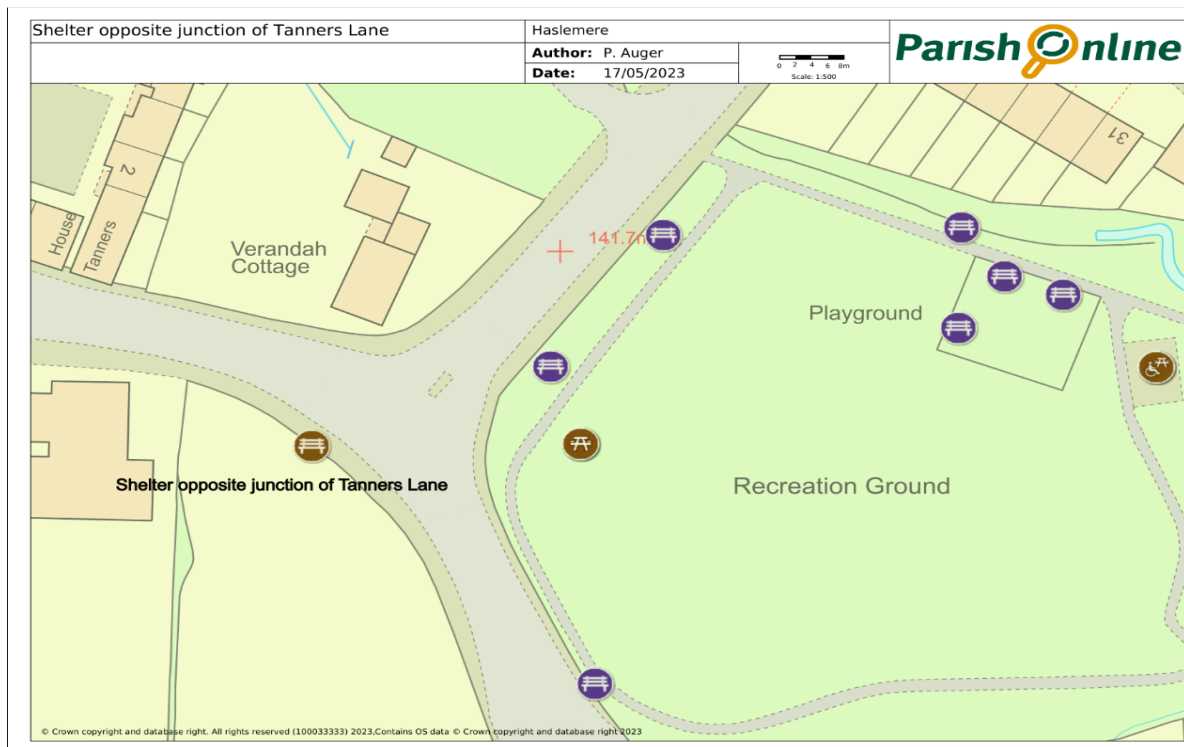 Shelter opposite junction of Tanners Lane
Haslemere
Author: P. Auger
Date: 17/05/2023
0 2 4 6 8m
Scale: 1:500
Parish Online
31
2
House
Tanners
Verandah
Cottage
141.7
Playground
Shelter opposite junction of Tanners Lane
Recreation Ground
© Crown copyright and database right. All rights reserved (100033333) 2023,Contains OS data © Crown copyright and database right 2023